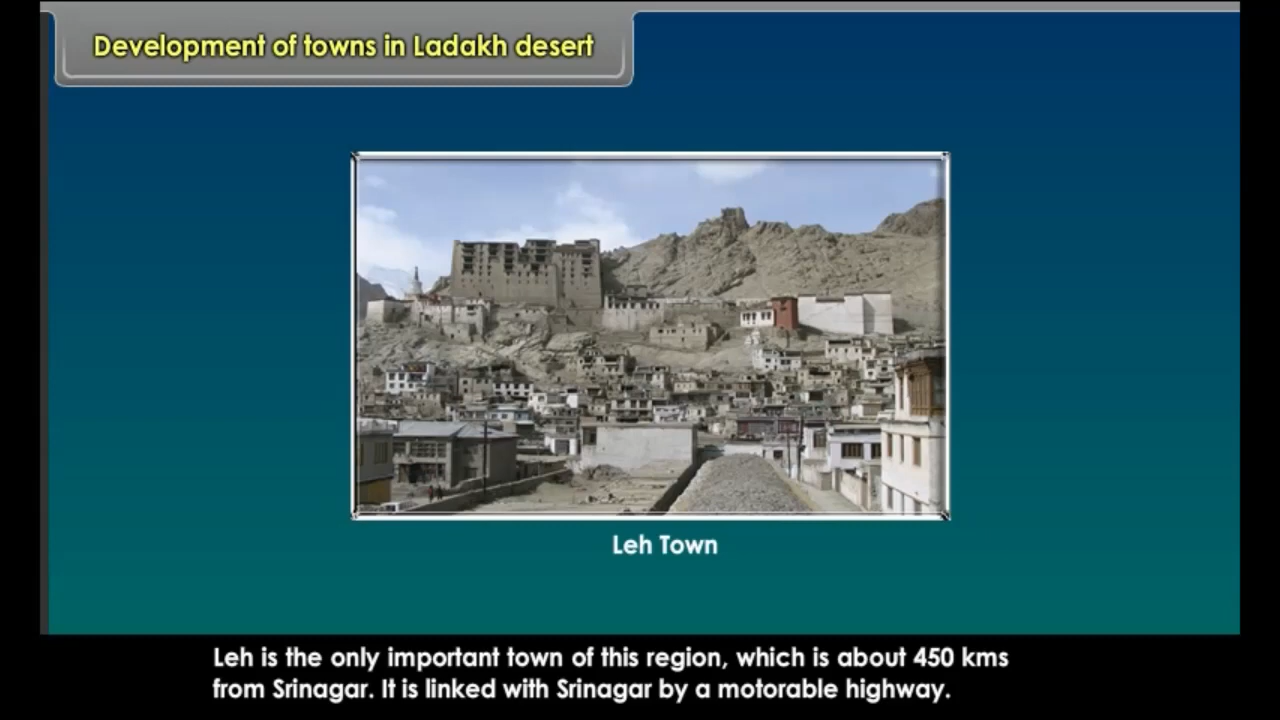 Development of towns in Ladakh desert
Leh Town
Leh is the only important town of this region, which is about 450 kms
from Srinagar. It is linked with Srinagar by a motorable highway.